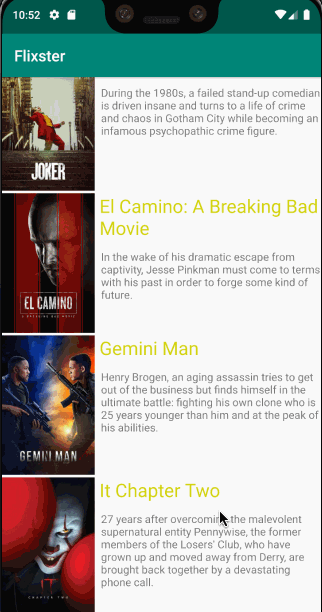 10:52
Flixster
During the 1980s, a failed stand-up comedian
is driven insane and turns to a life of crime
and chaos in Gotham City while becoming an
infamous psychopathic crime figure.
JOKER
El Camino: A Breaking Bad
Movie
In the wake of his dramatic escape from
captivity, Jesse Pinkman must come to terms
with his past in order to forge some kind of
future.
EL CAMINO
A BREAKING BAD MOVIE
Gemini Man
Henry Brogen, an aging assassin tries to get
out of the business but finds himself in the
ultimate battle: fighting his own clone who is
25 years younger than him and at the peak of
his abilities.
GEMINI MAN
It Chapter Two
27 years after overcoming the malevolent
supernatural entity Pennywise, the former
members of the Losers' Club, who have
grown up and moved away from Derry, are
brought back together by a devastating
phone call.
IT
CHAPTER TWO